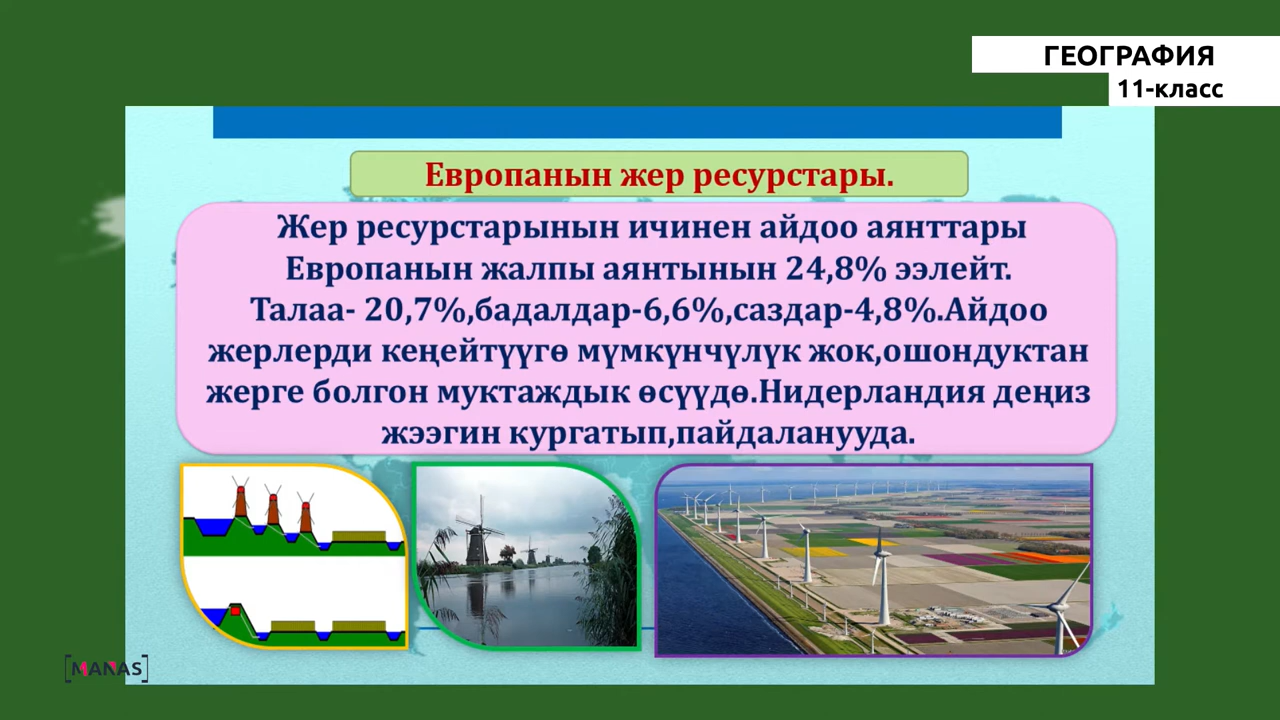 ГЕОГРАФИЯ
11-класс
Европанын жер ресурстары.
Жер ресурстарынын ичинен айдоо аянттары
Европанын жалпы аянтынын 24,8% ээлейт.
Талаа- 20,7%,бадалдар-6,6%,саздар-4,8%.Айдоо
жерлерди кеңейтүүгө мүмкүнчүлүк жок,ошондуктан
жерге болгон муктаждык өсүүдө.Нидерландия деңиз
жээгин кургатып,пайдаланууда.
[MANAS]